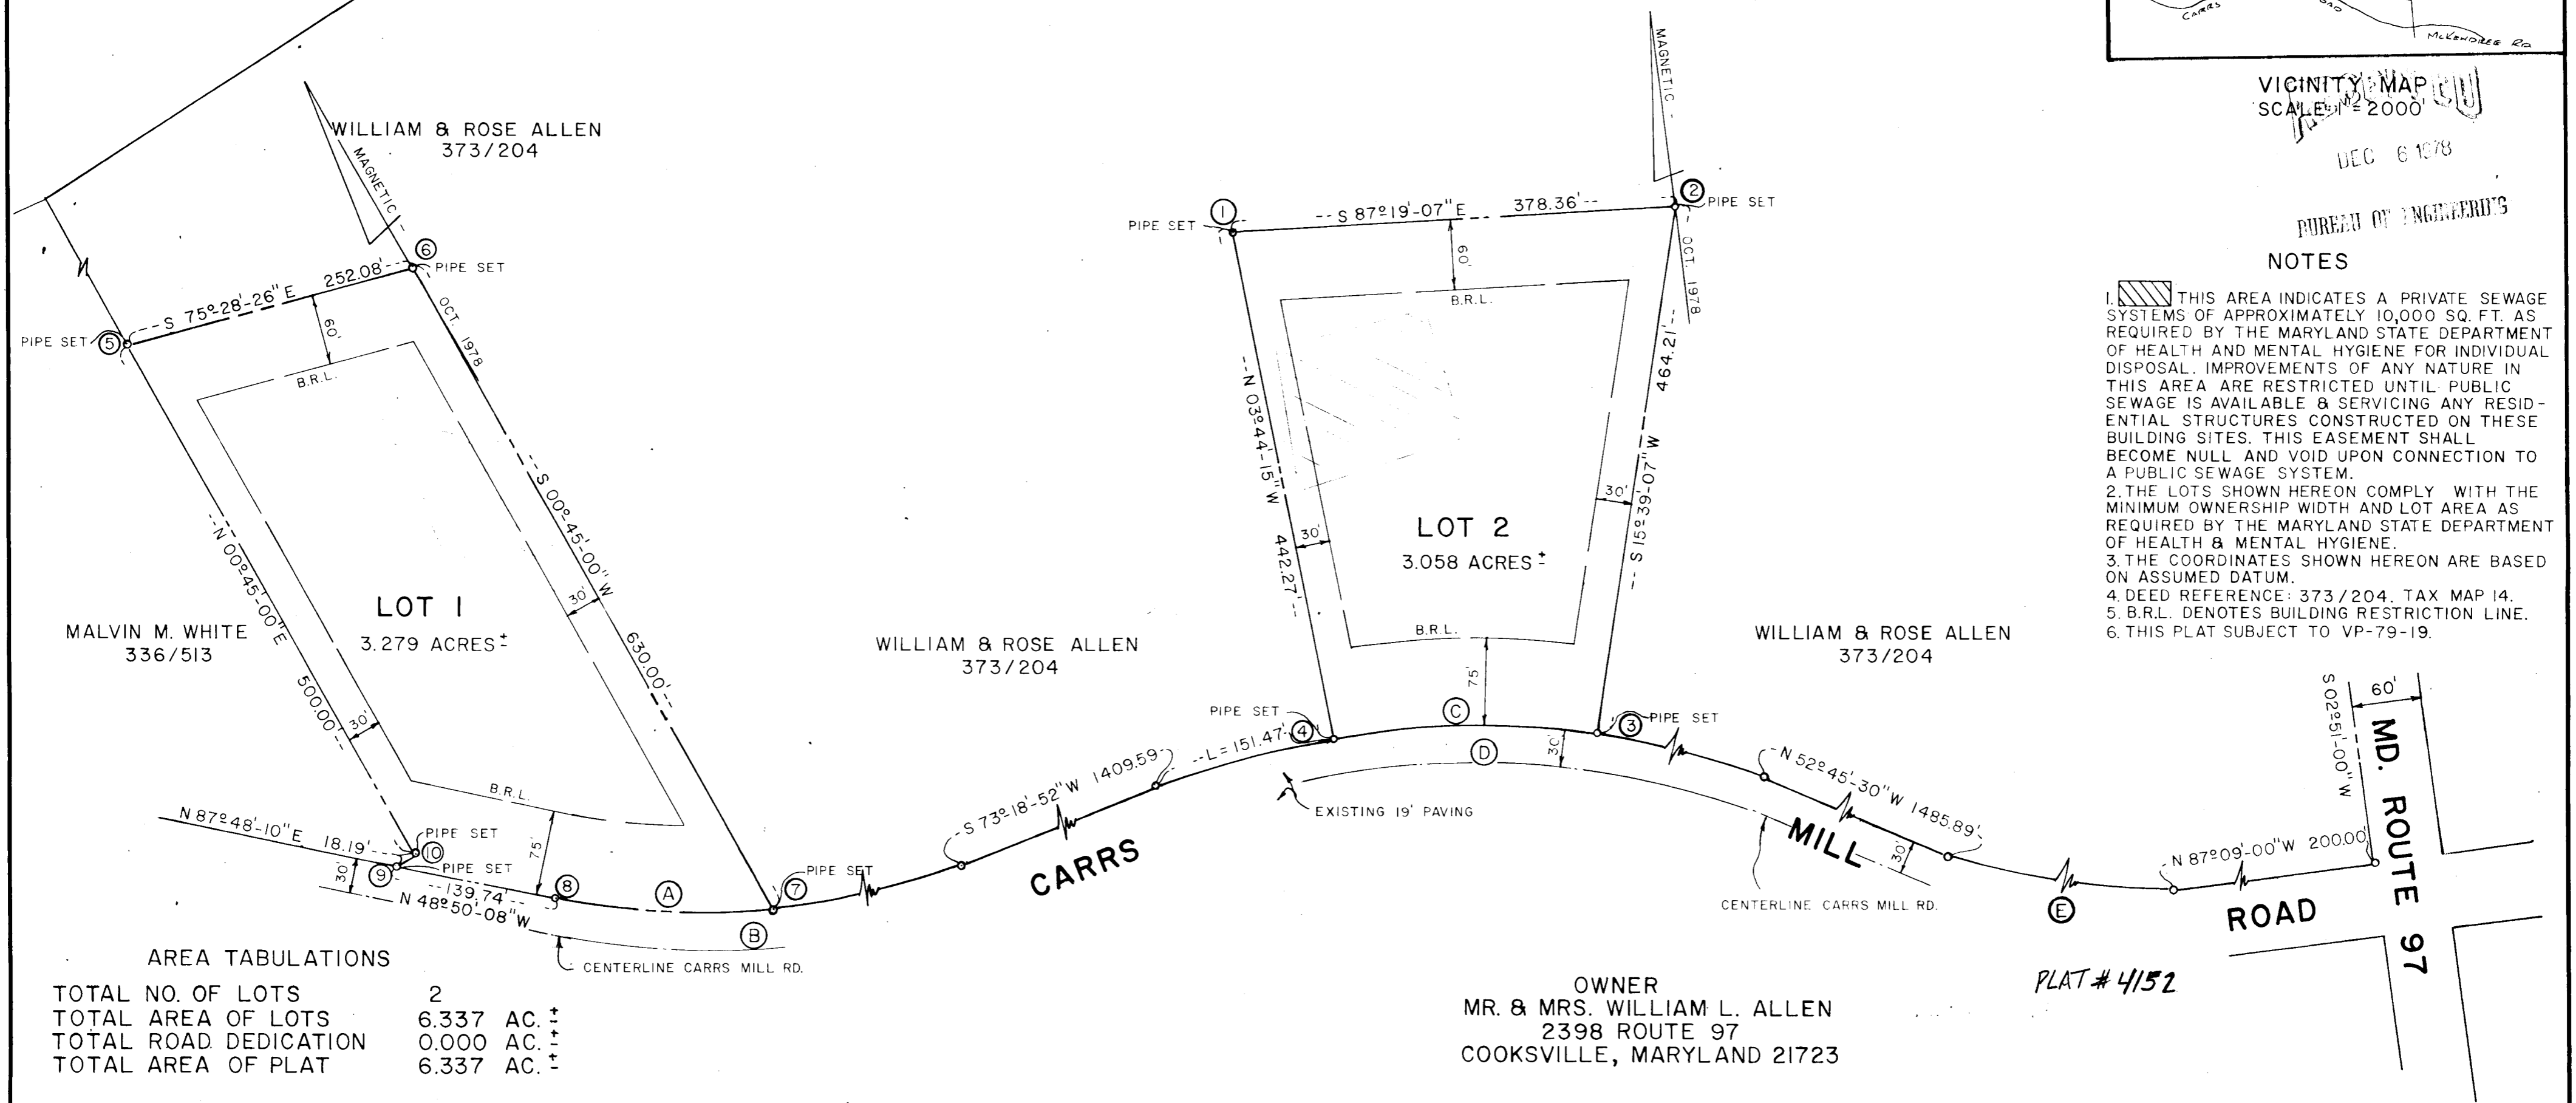 CARRS
McKENDREE RD
VICINITY MAP
SCALE 1" = 2000'
DEC 6 1978
BUREAU OF ENGINEERING
NOTES
1. THIS AREA INDICATES A PRIVATE SEWAGE
SYSTEMS OF APPROXIMATELY 10,000 SQ. FT. AS
REQUIRED BY THE MARYLAND STATE DEPARTMENT
OF HEALTH AND MENTAL HYGIENE FOR INDIVIDUAL
DISPOSAL. IMPROVEMENTS OF ANY NATURE IN
THIS AREA ARE RESTRICTED UNTIL PUBLIC
SEWAGE IS AVAILABLE & SERVICING ANY RESID-
ENTIAL STRUCTURES CONSTRUCTED ON THESE
BUILDING SITES. THIS EASEMENT SHALL
BECOME NULL AND VOID UPON CONNECTION TO
A PUBLIC SEWAGE SYSTEM.
2. THE LOTS SHOWN HEREON COMPLY WITH THE
MINIMUM OWNERSHIP WIDTH AND LOT AREA AS
REQUIRED BY THE MARYLAND STATE DEPARTMENT
OF HEALTH & MENTAL HYGIENE.
3. THE COORDINATES SHOWN HEREON ARE BASED
ON ASSUMED DATUM.
4. DEED REFERENCE: 373/204. TAX MAP 14.
5. B.R.L. DENOTES BUILDING RESTRICTION LINE.
6. THIS PLAT SUBJECT TO VP-79-19.
WILLIAM & ROSE ALLEN
373/204
MAGNETIC
OCT. 1978
6
PIPE SET
S 75°-28'-26" E 252.08'
PIPE SET
5
60'
B.R.L.
N 00°-45'-00" E
500.00'
S 00°-45'-00" W
630.00'
30'
30'
LOT 1
3.279 ACRES ±
MALVIN M. WHITE
336/513
B.R.L.
75'
N 87°48'-10" E 18.19'
PIPE SET
10
PIPE SET
9
30'
139.74'
N 48°50'-08" W
8
A
B
7
PIPE SET
CENTERLINE CARRS MILL RD.
WILLIAM & ROSE ALLEN
373/204
S 73°-18'-52" W 1409.59
L = 151.47'
MAGNETIC
OCT. 1978
1
PIPE SET
S 87°19'-07" E 378.36'
2
PIPE SET
60'
B.R.L.
N 03°-44'-15" W
442.27'
464.21'
S 15°39'-07" W
30'
30'
LOT 2
3.058 ACRES ±
B.R.L.
75'
PIPE SET
4
C
D
3
PIPE SET
30'
EXISTING 19' PAVING
WILLIAM & ROSE ALLEN
373/204
N 52°45'-30" W 1485.89'
30'
CENTERLINE CARRS MILL RD.
E
N 87°09'-00" W 200.00'
S 02°51'-00" W
60'
MD. ROUTE 97
CARRS MILL ROAD
AREA TABULATIONS
TOTAL NO. OF LOTS 2
TOTAL AREA OF LOTS 6.337 AC. ±
TOTAL ROAD DEDICATION 0.000 AC. ±
TOTAL AREA OF PLAT 6.337 AC. ±
OWNER
MR. & MRS. WILLIAM L. ALLEN
2398 ROUTE 97
COOKSVILLE, MARYLAND 21723
PLAT # 4152